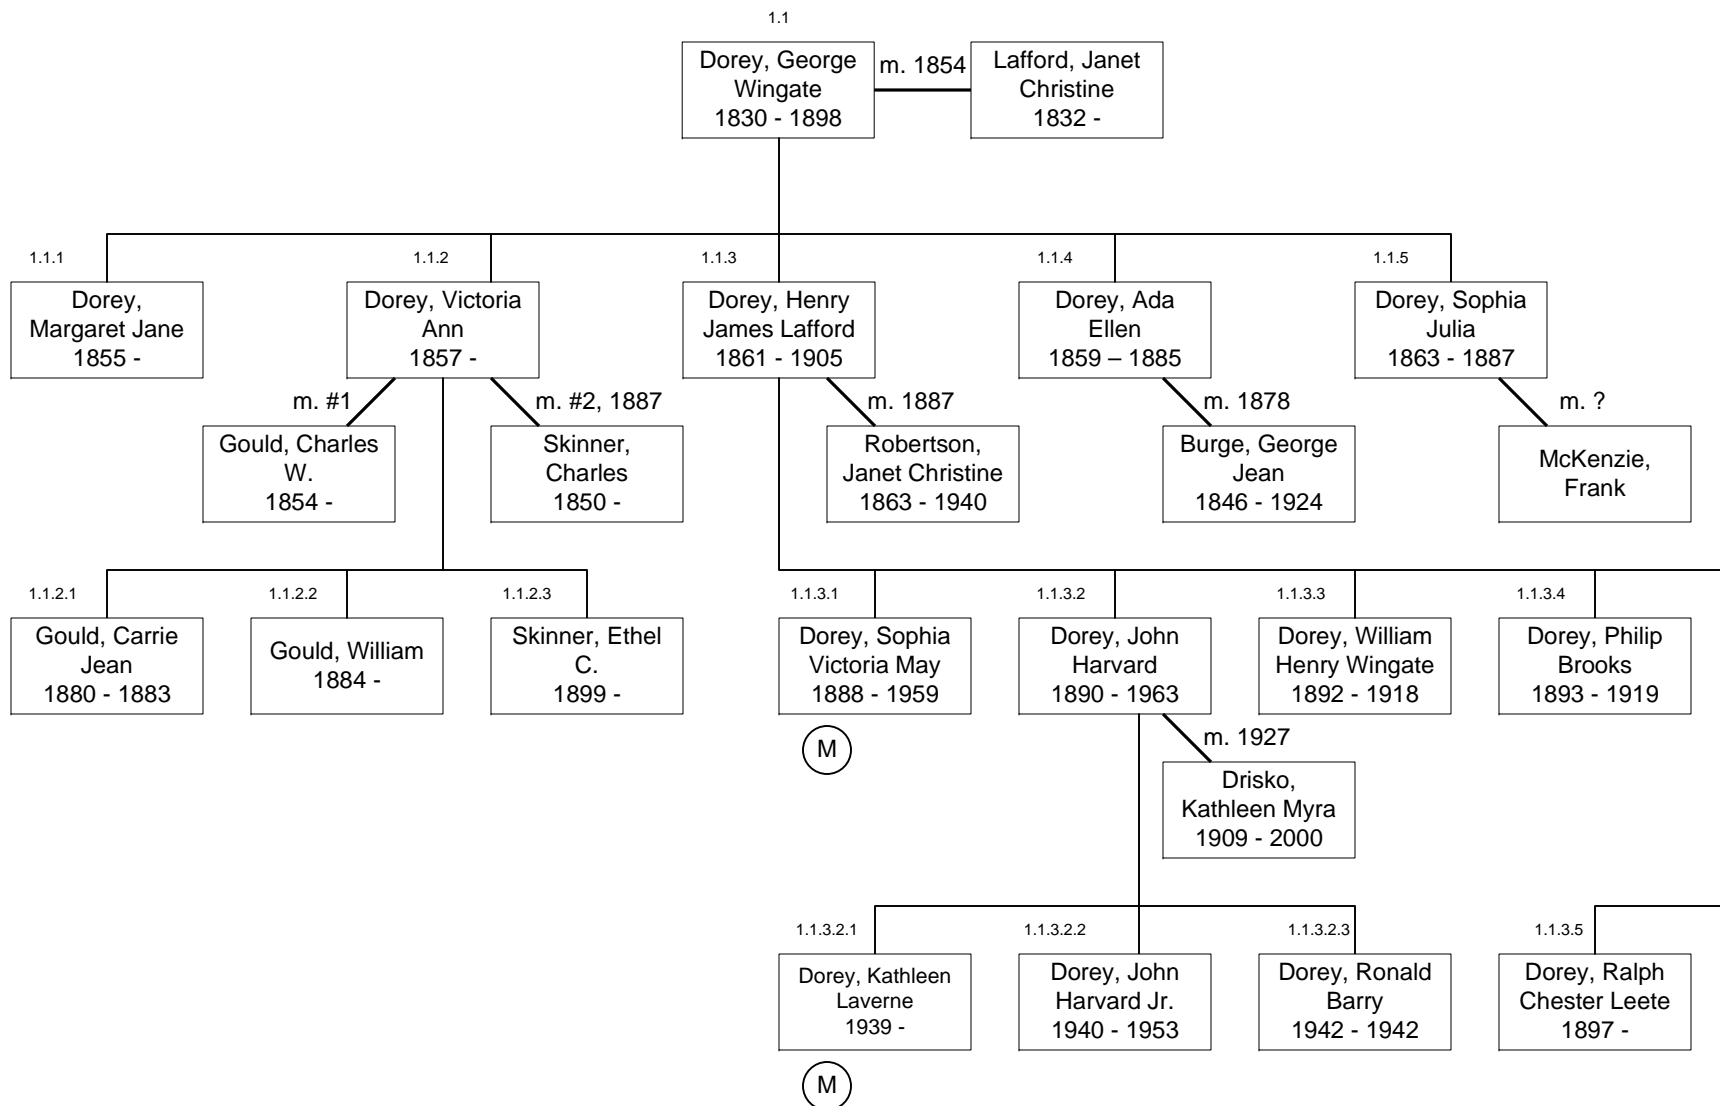 1.1
Dorey, George
Wingate
1830 - 1898
m. 1854
Lafford, Janet
Christine
1832 -
1.1.1
Dorey,
Margaret Jane
1855 -
1.1.2
Dorey, Victoria
Ann
1857 -
1.1.3
Dorey, Henry
James Lafford
1861 - 1905
1.1.4
Dorey, Ada
Ellen
1859 – 1885
1.1.5
Dorey, Sophia
Julia
1863 - 1887
m. #1
Gould, Charles
W.
1854 -
m. #2, 1887
Skinner,
Charles
1850 -
m. 1887
Robertson,
Janet Christine
1863 - 1940
m. 1878
Burge, George
Jean
1846 - 1924
m. ?
McKenzie,
Frank
1.1.2.1
Gould, Carrie
Jean
1880 - 1883
1.1.2.2
Gould, William
1884 -
1.1.2.3
Skinner, Ethel
C.
1899 -
1.1.3.1
Dorey, Sophia
Victoria May
1888 - 1959
M
1.1.3.2
Dorey, John
Harvard
1890 - 1963
1.1.3.3
Dorey, William
Henry Wingate
1892 - 1918
1.1.3.4
Dorey, Philip
Brooks
1893 - 1919
m. 1927
Drisko,
Kathleen Myra
1909 - 2000
1.1.3.2.1
Dorey, Kathleen
Laverne
1939 -
M
1.1.3.2.2
Dorey, John
Harvard Jr.
1940 - 1953
1.1.3.2.3
Dorey, Ronald
Barry
1942 - 1942
1.1.3.5
Dorey, Ralph
Chester Leete
1897 -